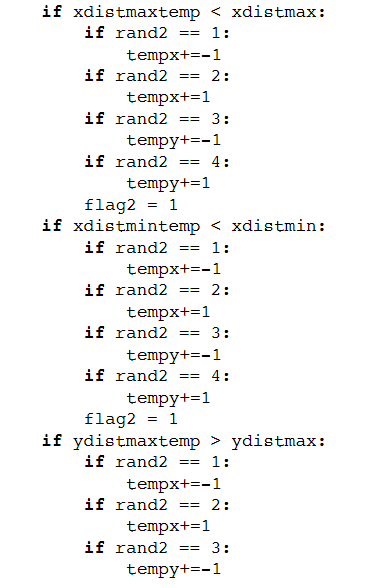 if xdistmaxtemp < xdistmax:
if rand2 == 1:
tempx+=-1
if rand2 == 2:
tempx+=1
if rand2 == 3:
tempy+=-1
if rand2 == 4:
tempy+=1
flag2 = 1
if xdistmintemp < xdistmin:
if rand2 == 1:
tempx+=-1
if rand2 == 2:
tempx+=1
if rand2 == 3:
tempy+=-1
if rand2 == 4:
tempy+=1
flag2 = 1
if ydistmaxtemp > ydistmax:
if rand2 == 1:
tempx+=-1
if rand2 == 2:
tempx+=1
if rand2 == 3:
tempy+=-1